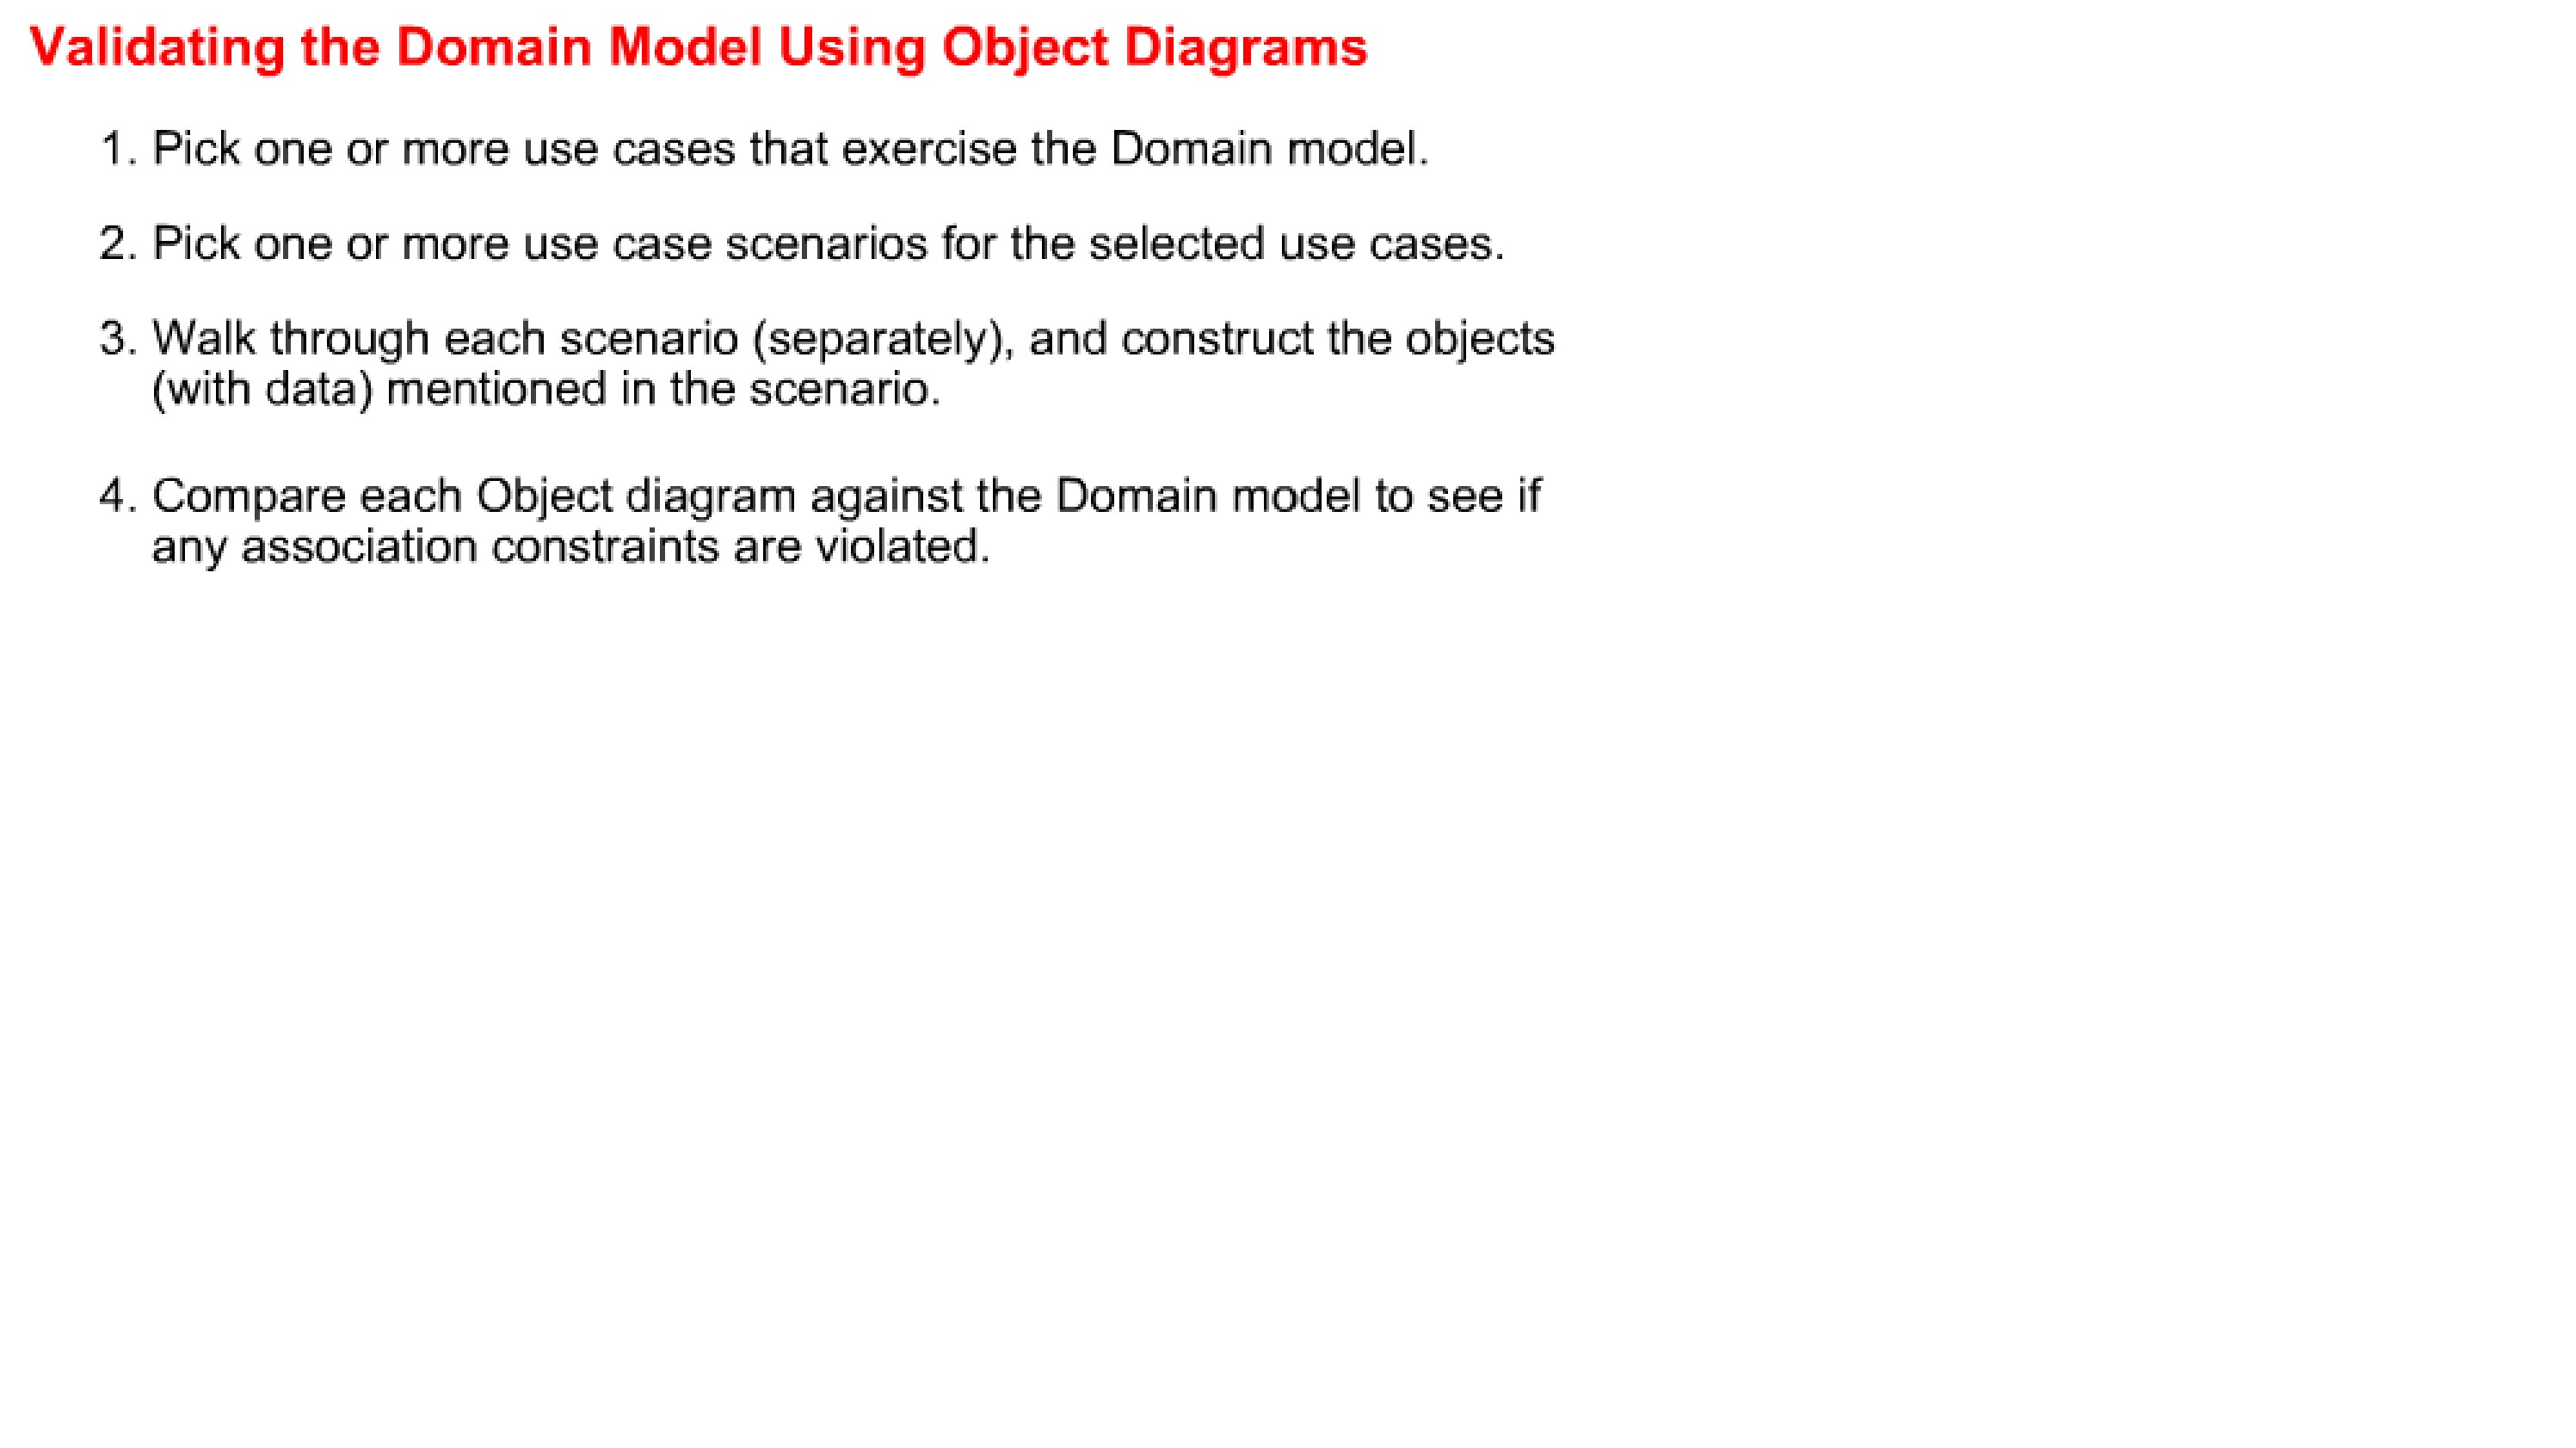 Validating the Domain Model Using Object Diagrams
1. Pick one or more use cases that exercise the Domain model.
2. Pick one or more use case scenarios for the selected use cases.
3. Walk through each scenario (separately), and construct the objects
(with data) mentioned in the scenario.
4. Compare each Object diagram against the Domain model to see if
any association constraints are violated.